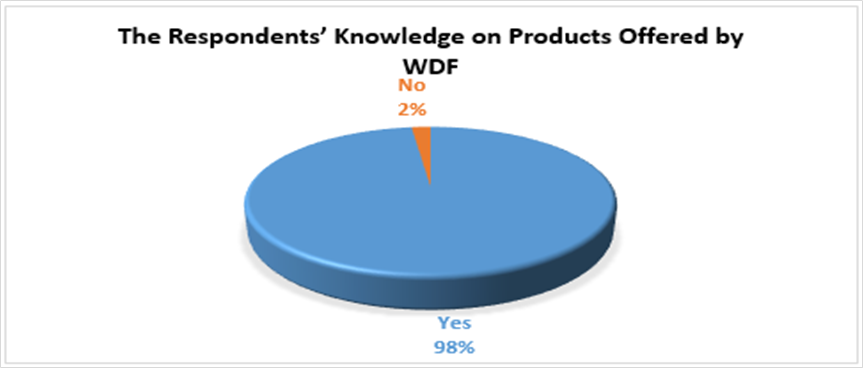 The Respondents’ Knowledge on Products Offered by
WDF
No
2%
Yes
98%